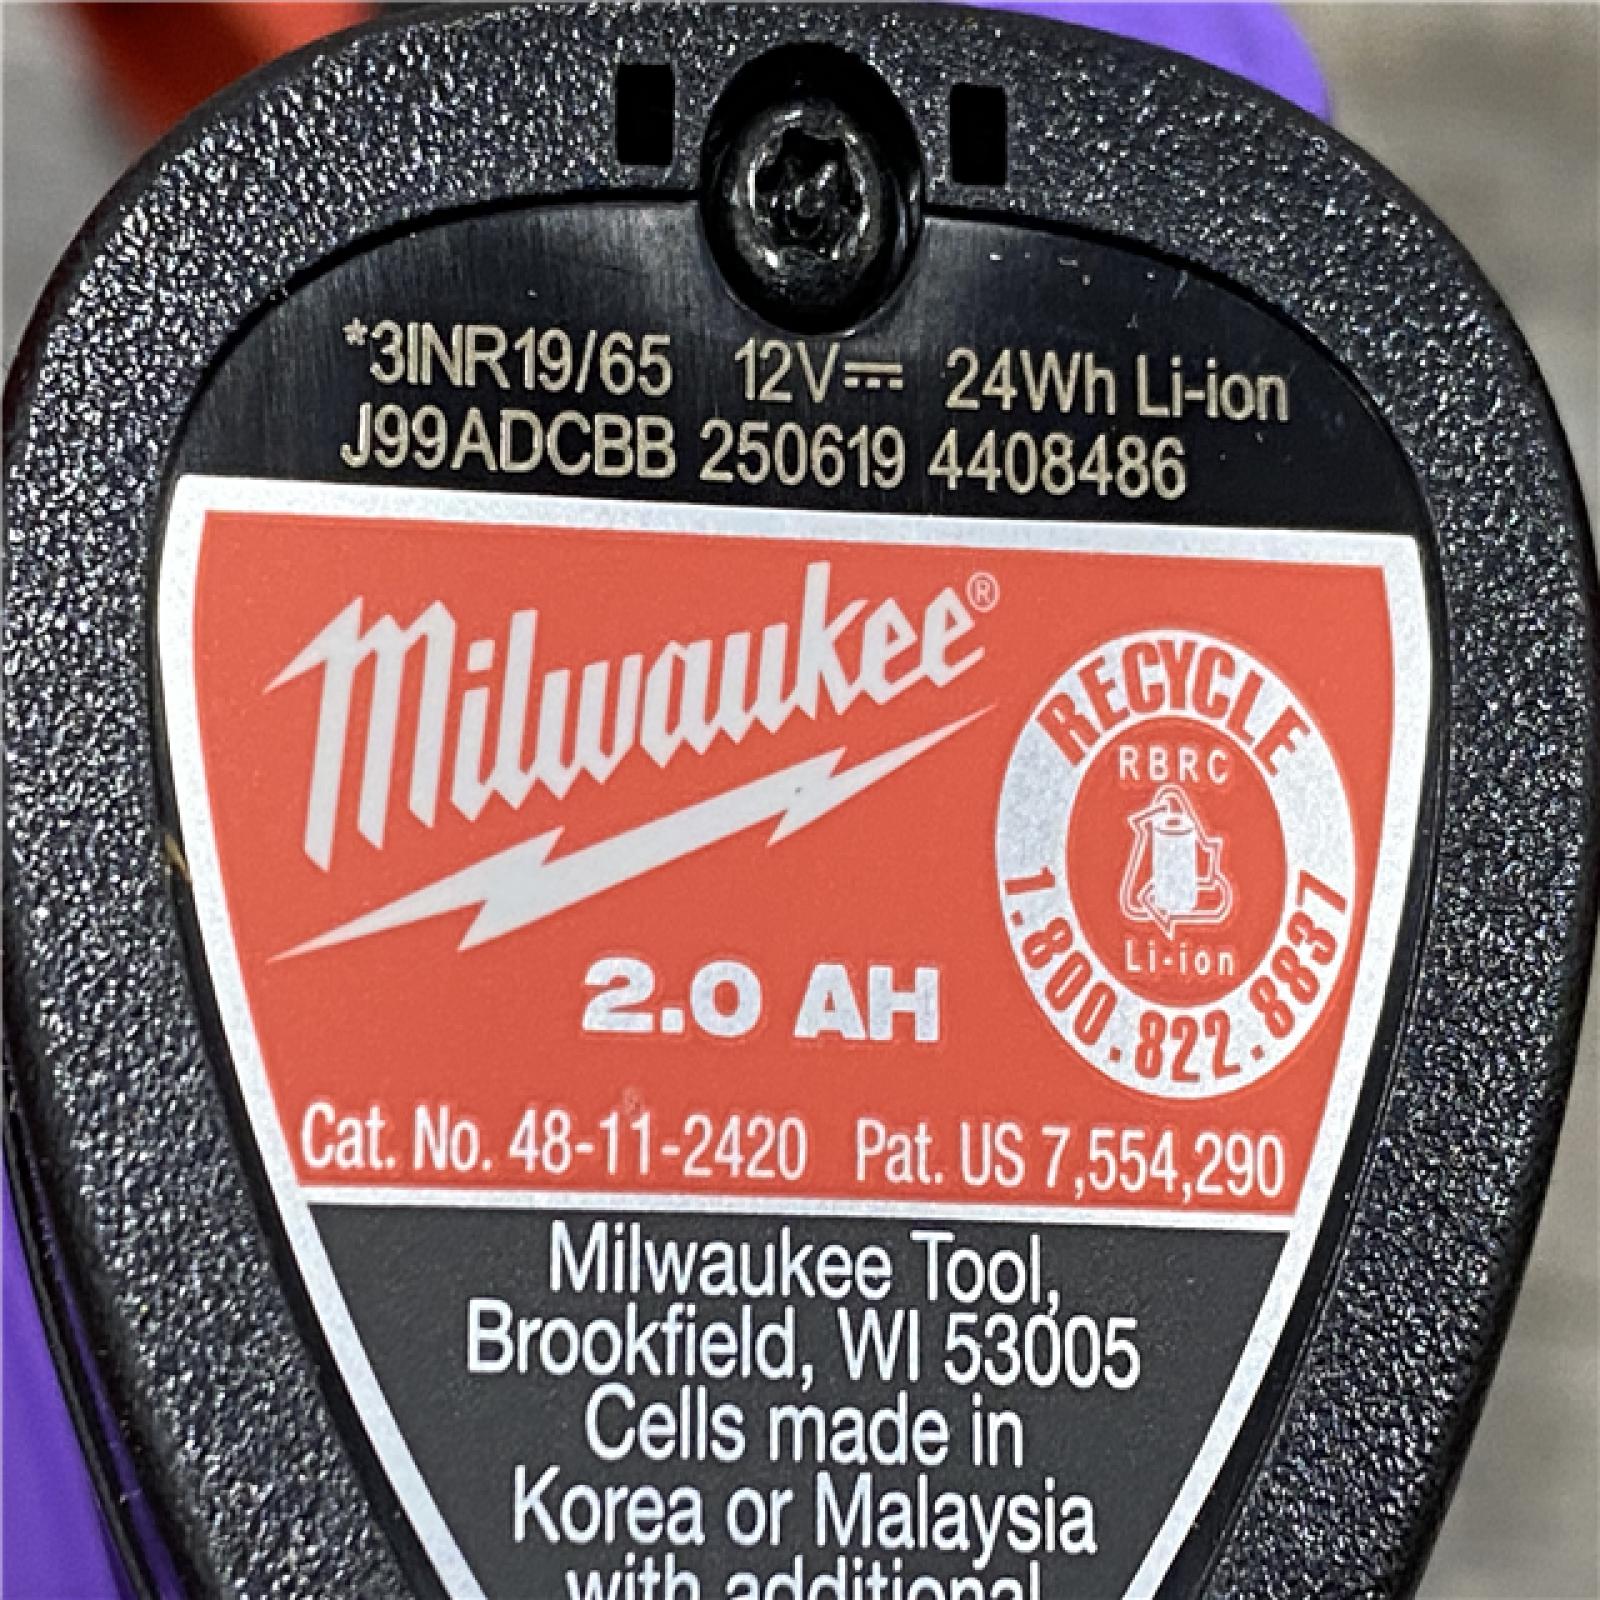 *3INR19/65 12V⎓ 24Wh Li-ion
J99ADCBB 250619 4408486
Milwaukee®
RECYCLE
RBRC
Li-ion
1.800.822.8837
2.0 AH
Cat. No. 48-11-2420 Pat. US 7,554,290
Milwaukee Tool,
Brookfield, WI 53005
Cells made in
Korea or Malaysia
with additional